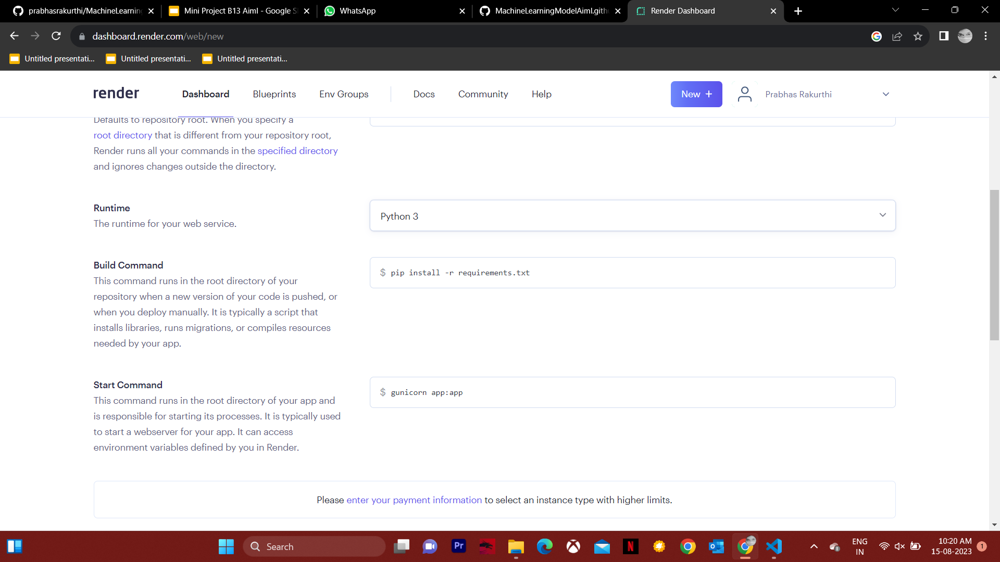 prabhasrakurthi/MachineLearning
Mini Project B13 Aiml - Google Sl
WhatsApp
MachineLearningModelAiml.gith
Render Dashboard
dashboard.render.com/web/new
Untitled presentati...
Untitled presentati...
Untitled presentati...
render
Dashboard
Blueprints
Env Groups
Docs
Community
Help
New +
Prabhas Rakurthi
Defaults to repository root. When you specify a
root directory that is different from your repository root,
Render runs all your commands in the specified directory
and ignores changes outside the directory.
Runtime
The runtime for your web service.
Python 3
Build Command
This command runs in the root directory of your
repository when a new version of your code is pushed, or
when you deploy manually. It is typically a script that
installs libraries, runs migrations, or compiles resources
needed by your app.
$ pip install -r requirements.txt
Start Command
This command runs in the root directory of your app and
is responsible for starting its processes. It is typically used
to start a webserver for your app. It can access
environment variables defined by you in Render.
$ gunicorn app:app
Please enter your payment information to select an instance type with higher limits.
Search
Pr
N
ENG
IN
10:20 AM
15-08-2023
1